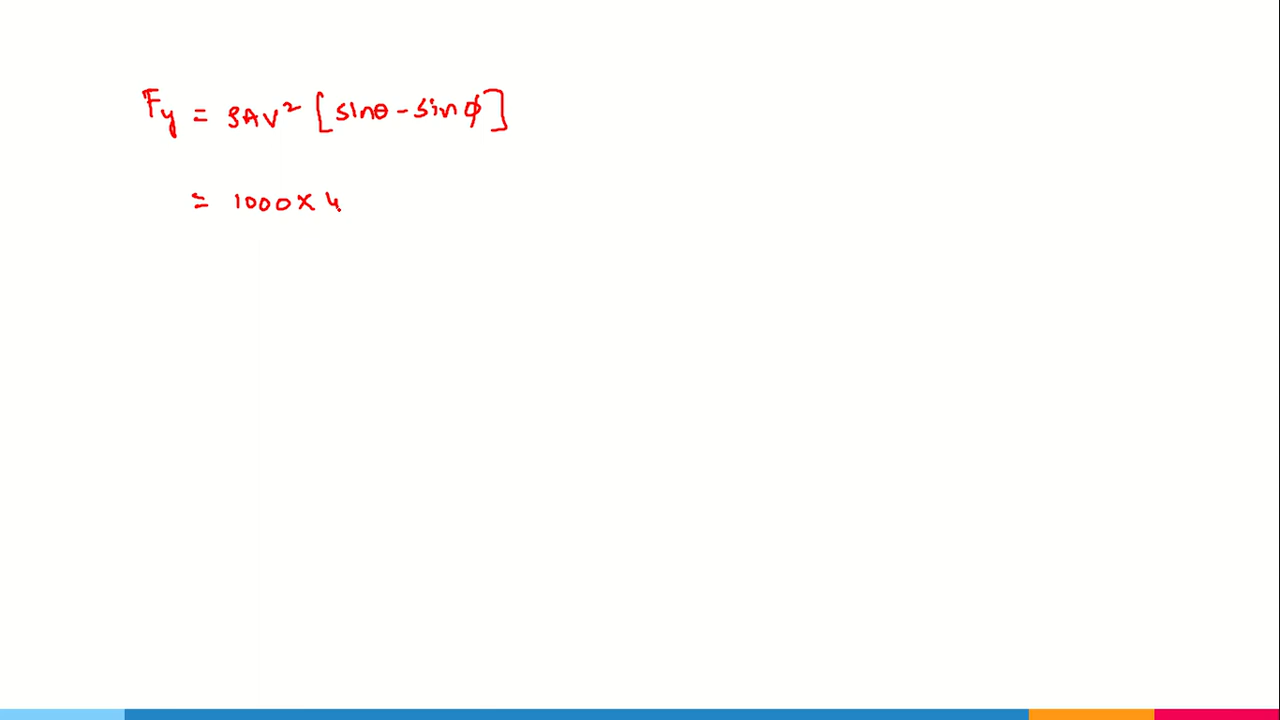 Fy = ρAV² [sinθ - sinϕ]
= 1000 × 4